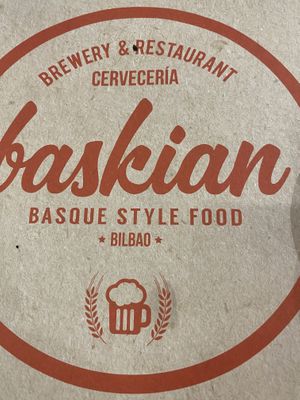 BREWERY & RESTAURANT
CERVECERÍA
baskian
BASQUE STYLE FOOD
* BILBAO *